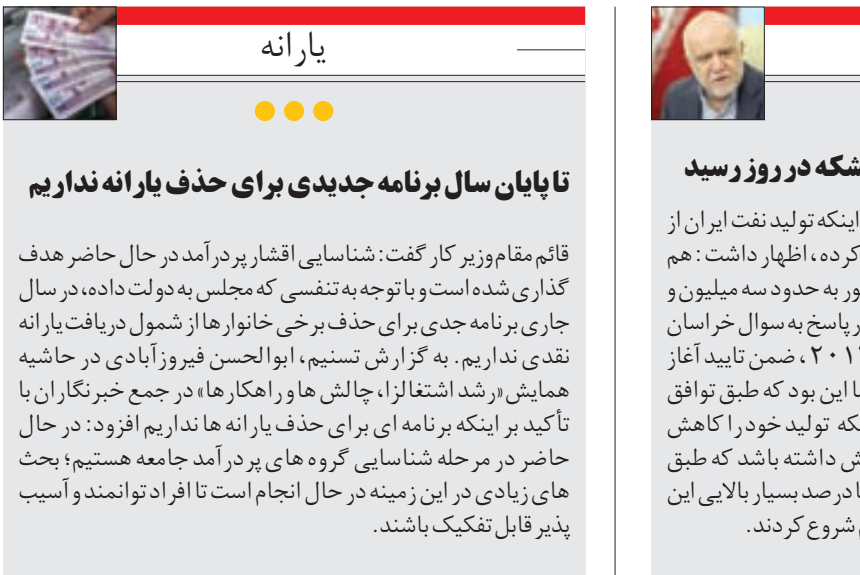 شکه در روز رسید
اینکه تولید نفت ایران از
کرده، اظهار داشت: هم
ور به حدود سه میلیون و
ر پاسخ به سوال خراسان
، ضمن تایید آغاز
ا این بود که طبق توافق
که تولید خود را کاهش
ش داشته باشد که طبق
ا درصد بسیار بالایی این
شروع کردند.
یارانه
تا پایان سال برنامه جدیدی برای حذف یارانه نداریم
قائم مقام وزیر کار گفت: شناسایی اقشار پردرآمد در حال حاضر هدف
گذاری شده است و با توجه به تنفسی که مجلس به دولت داده، در سال
جاری برنامه جدی برای حذف برخی خانوارها از شمول دریافت یارانه
نقدی نداریم. به گزارش تسنیم، ابوالحسن فیروزآبادی در حاشیه
همایش «رشد اشتغالزا، چالش ها و راهکارها» در جمع خبرنگاران با
تأکید بر اینکه برنامه ای برای حذف یارانه ها نداریم افزود: در حال
حاضر در مرحله شناسایی گروه های پردرآمد جامعه هستیم؛ بحث
های زیادی در این زمینه در حال انجام است تا افراد توانمند و آسیب
پذیر قابل تفکیک باشند.